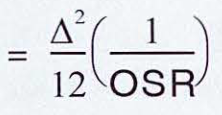 = Δ²/12 (1/OSR)